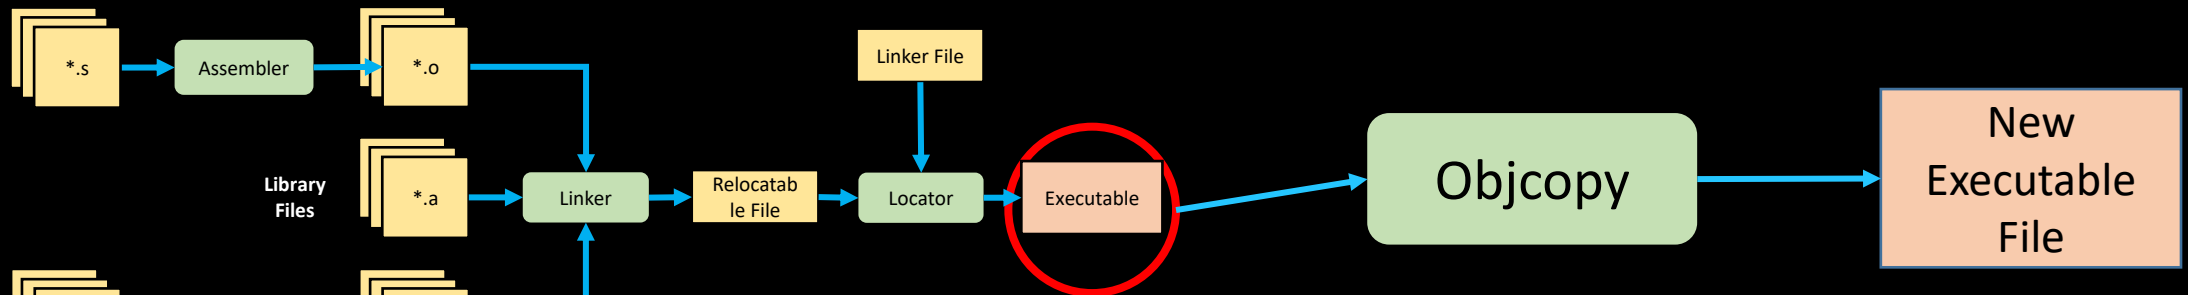 *.s
Assembler
*.o
Linker File
Library
Files
*.a
Linker
Relocatab
le File
Locator
Executable
Objcopy
New
Executable
File